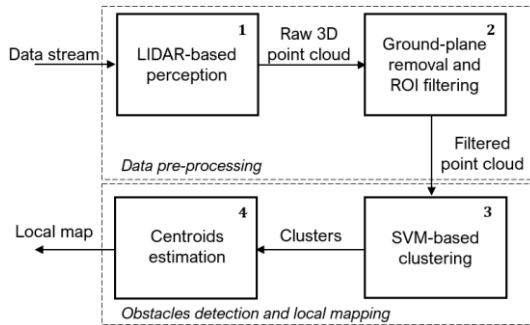 Data stream
1
LIDAR-based
perception
Raw 3D
point cloud
2
Ground-plane
removal and
ROI filtering
Data pre-processing
Filtered
point cloud
Local map
4
Centroids
estimation
Clusters
3
SVM-based
clustering
Obstacles detection and local mapping